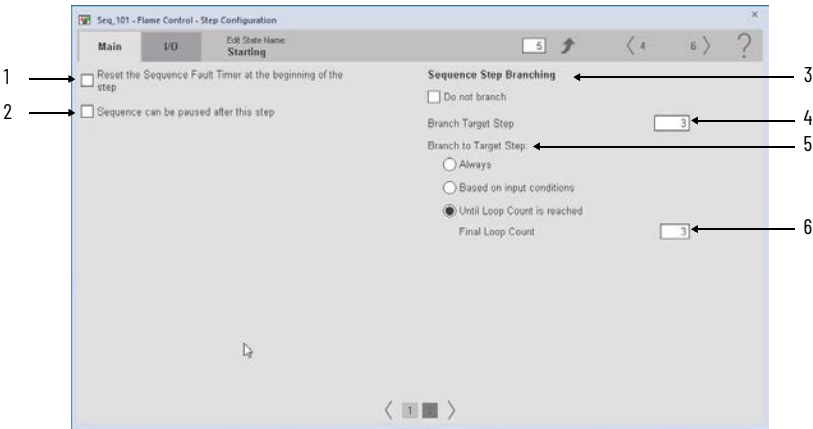 Seq_101 - Flame Control - Step Configuration
×
Main
I/O
Edit State Name:
Starting
5
4
6
?
1
Reset the Sequence Fault Timer at the beginning of the
step
2
Sequence can be paused after this step
Sequence Step Branching
3
Do not branch
Branch Target Step
3
4
Branch to Target Step:
5
Always
Based on input conditions
Until Loop Count is reached
Final Loop Count
3
6
1
2